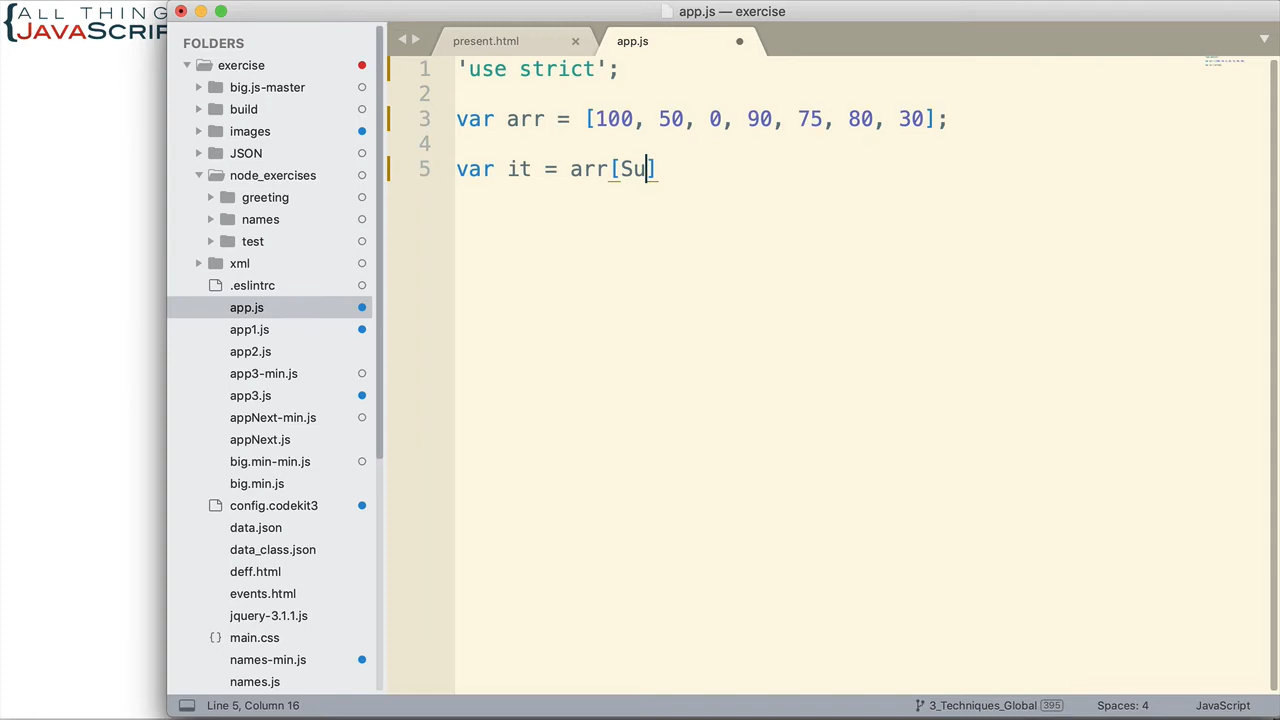 ALL THING
{JAVASCRIP
app.js — exercise
FOLDERS
exercise
big.js-master
build
images
JSON
node_exercises
greeting
names
test
xml
.eslintrc
app.js
app1.js
app2.js
app3-min.js
app3.js
appNext-min.js
appNext.js
big.min-min.js
big.min.js
config.codekit3
data.json
data_class.json
deff.html
events.html
jquery-3.1.1.js
{} main.css
names-min.js
names.js
present.html × app.js
1 'use strict';
2
3 var arr = [100, 50, 0, 90, 75, 80, 30];
4
5 var it = arr[Su]
Line 5, Column 16 3_Techniques_Global 395 Spaces: 4 JavaScript